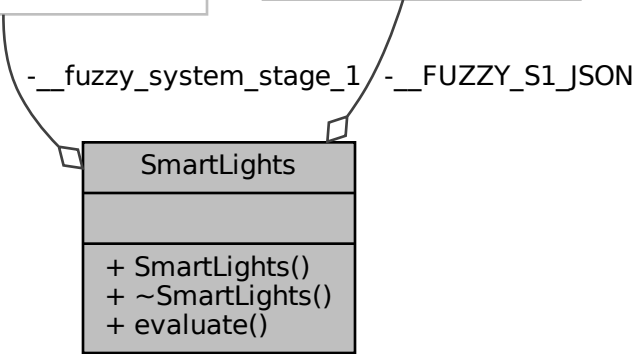 -__fuzzy_system_stage_1
-__FUZZY_S1_JSON
SmartLights
+ SmartLights()
+ ~SmartLights()
+ evaluate()